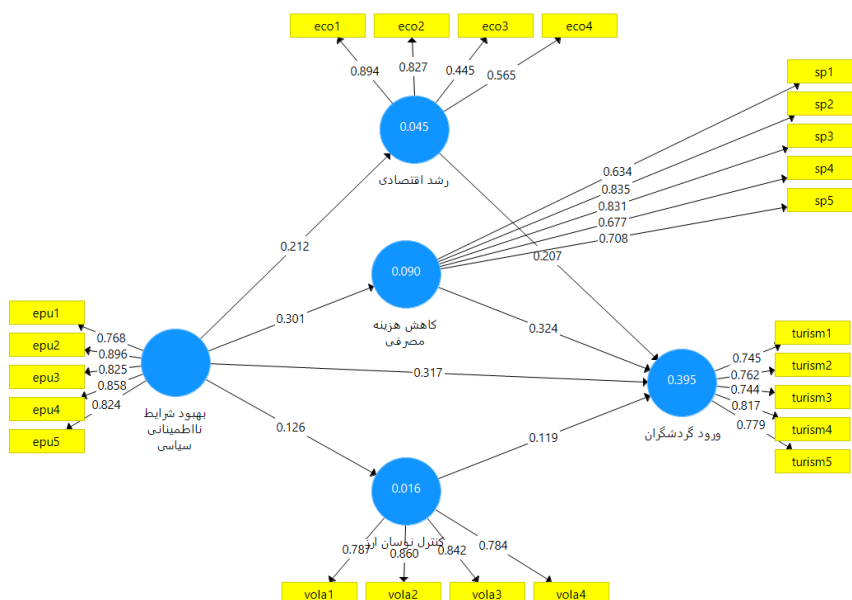 eco1
eco2
eco3
eco4
0.894
0.827
0.445
0.565
0.045
رشد اقتصادی
sp1
sp2
sp3
sp4
sp5
0.634
0.835
0.831
0.677
0.708
0.212
0.207
0.090
کاهش هزینه
مصرفی
0.301
0.324
epu1
epu2
epu3
epu4
epu5
0.768
0.896
0.825
0.858
0.824
بهبود شرایط
نااطمینانی
سیاسی
0.317
0.395
ورود گردشگران
turism1
turism2
turism3
turism4
turism5
0.745
0.762
0.744
0.817
0.779
0.126
0.119
0.016
کنترل نوسان ارز
0.787
0.860
0.842
0.784
vola1
vola2
vola3
vola4